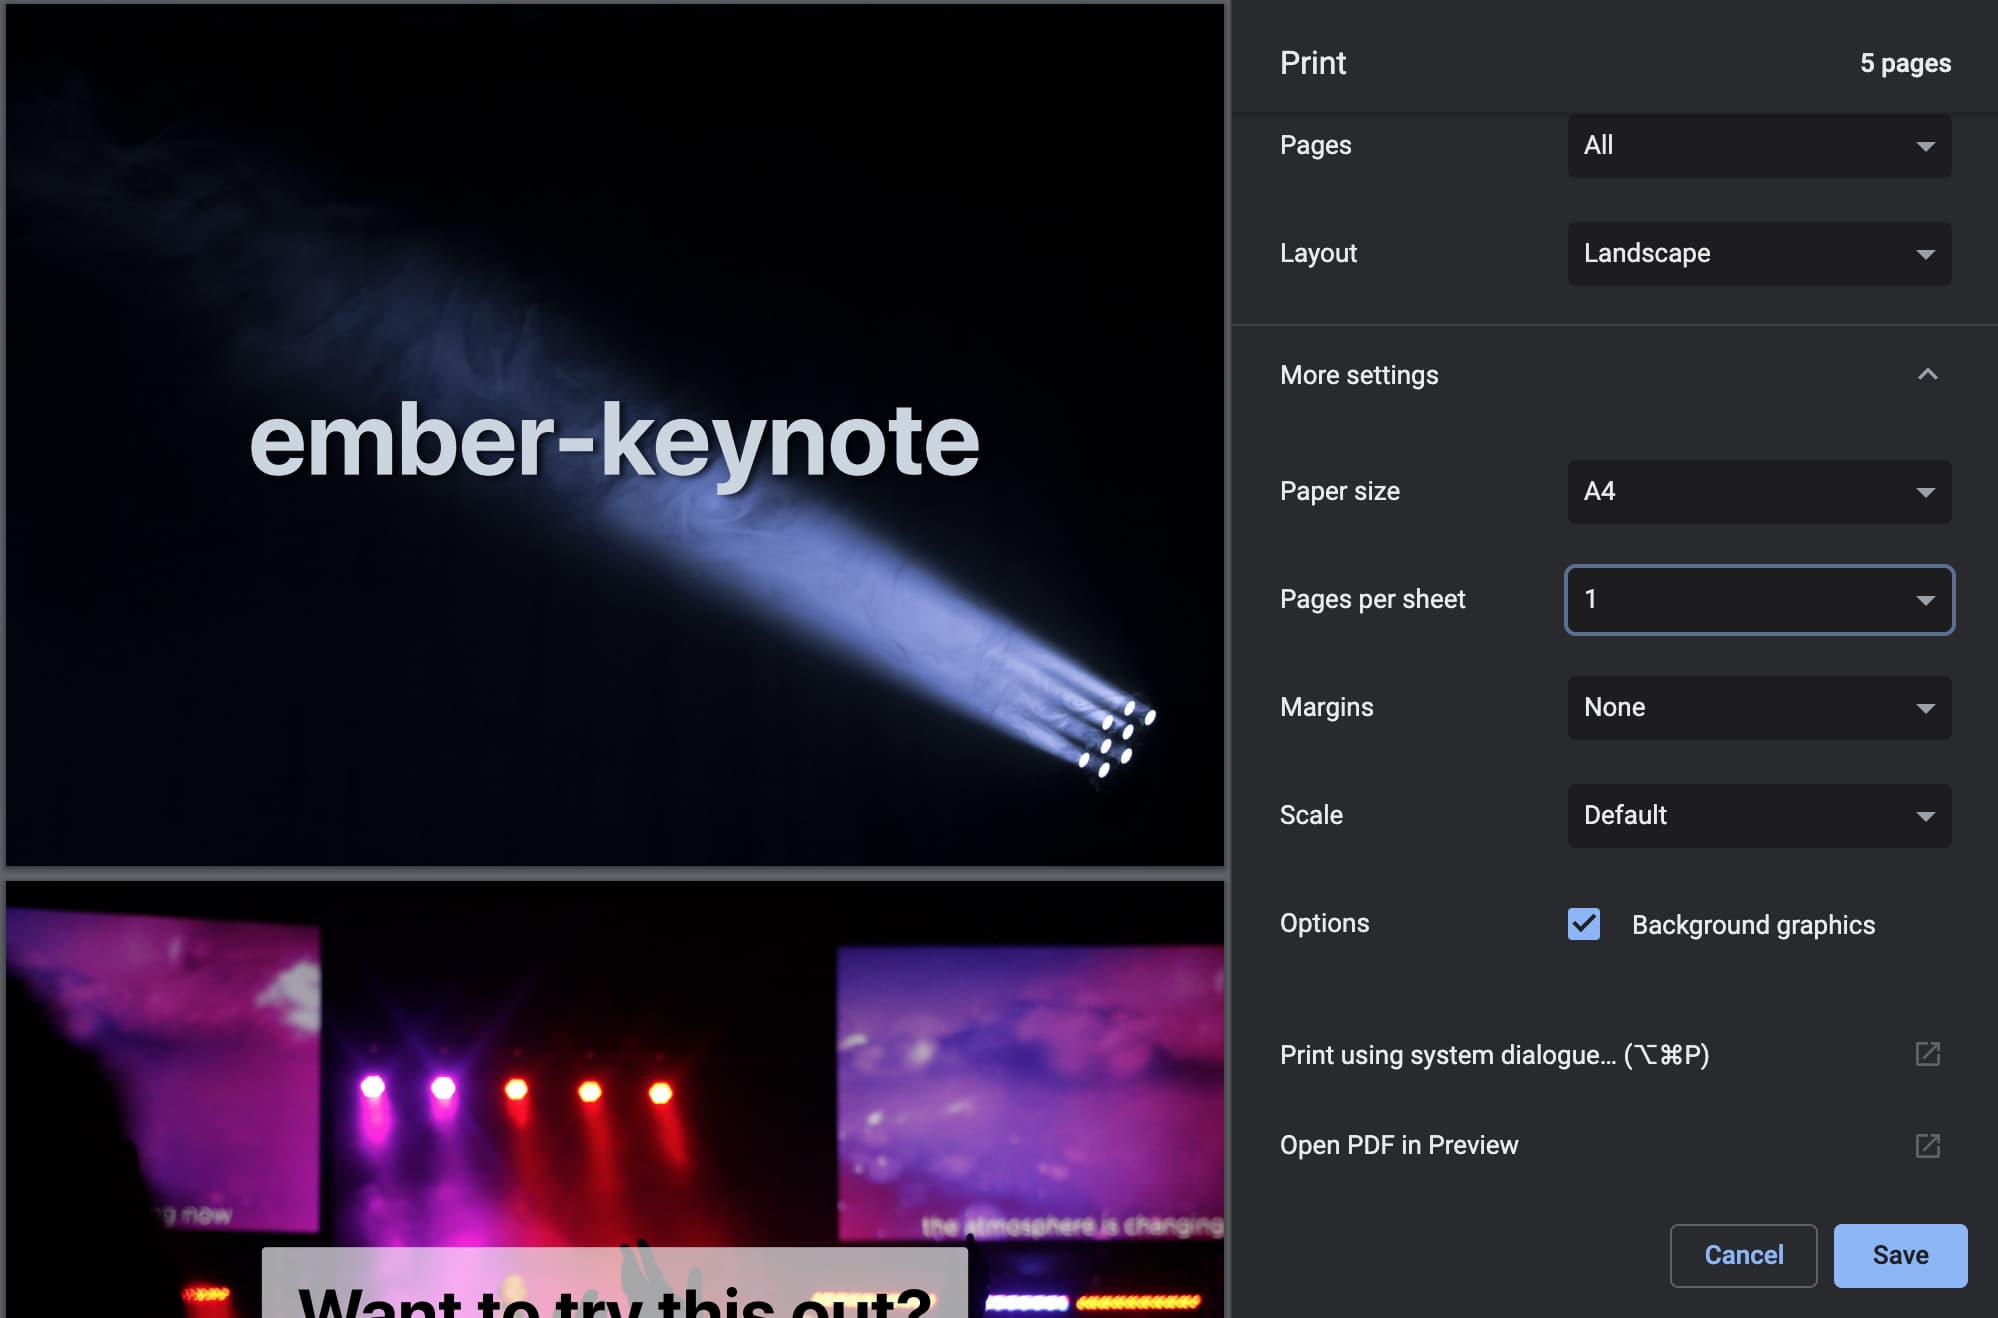 ember-keynote
g now
the atmosphere is changing
Want to try this out?
Print
5 pages
Pages
All
Layout
Landscape
More settings
Paper size
A4
Pages per sheet
1
Margins
None
Scale
Default
Options
Background graphics
Print using system dialogue... (⌥⌘P)
Open PDF in Preview
Cancel
Save